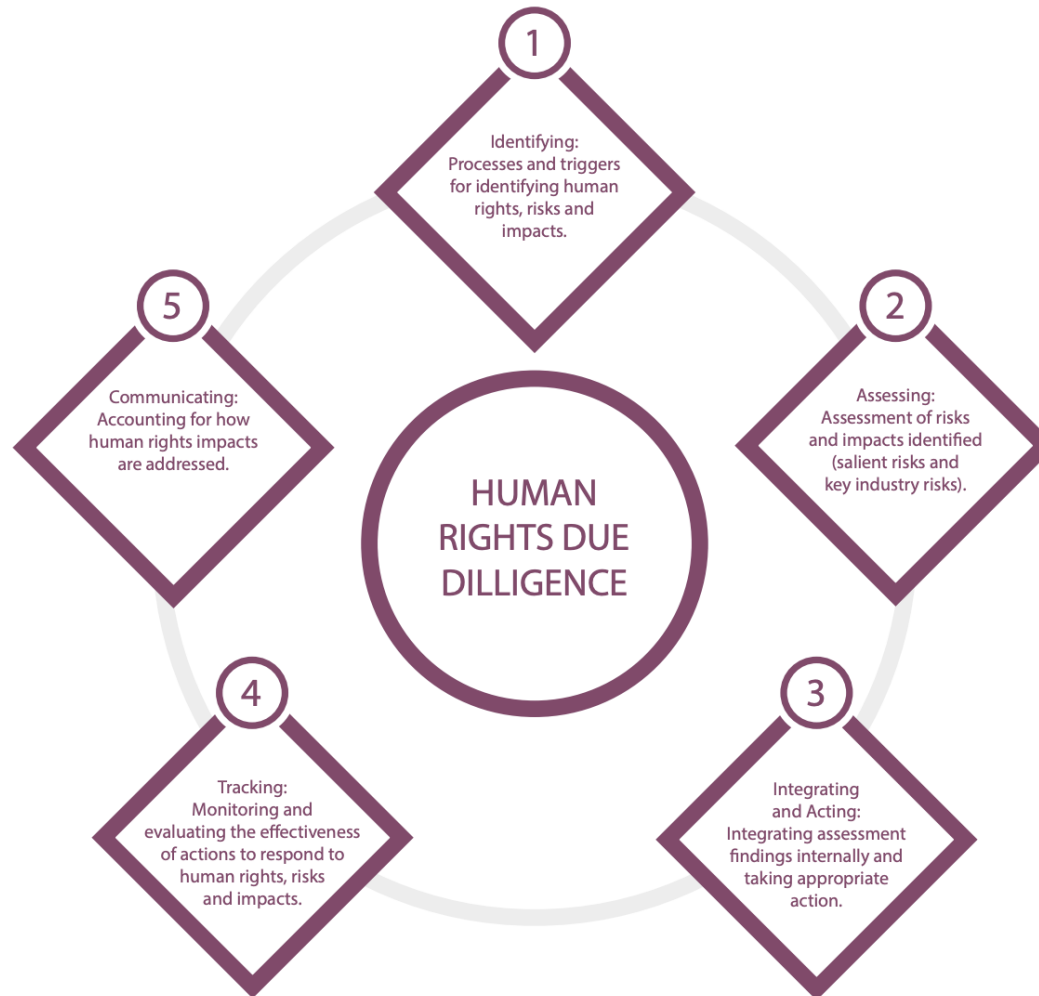 1
Identifying:
Processes and triggers
for identifying human
rights, risks and
impacts.
2
Assessing:
Assessment of risks
and impacts identified
(salient risks and
key industry risks).
3
Integrating
and Acting:
Integrating assessment
findings internally and
taking appropriate
action.
4
Tracking:
Monitoring and
evaluating the effectiveness
of actions to respond to
human rights, risks
and impacts.
5
Communicating:
Accounting for how
human rights impacts
are addressed.
HUMAN
RIGHTS DUE
DILLIGENCE